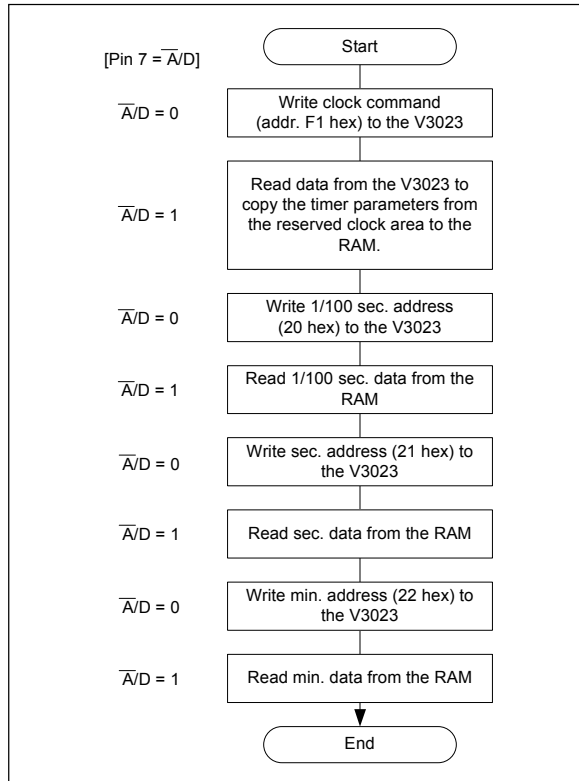 Start
[Pin 7 = A̅/D]
A̅/D = 0
Write clock command
(addr. F1 hex) to the V3023
A̅/D = 1
Read data from the V3023 to
copy the timer parameters from
the reserved clock area to the
RAM.
A̅/D = 0
Write 1/100 sec. address
(20 hex) to the V3023
A̅/D = 1
Read 1/100 sec. data from the
RAM
A̅/D = 0
Write sec. address (21 hex) to
the V3023
A̅/D = 1
Read sec. data from the RAM
A̅/D = 0
Write min. address (22 hex) to
the V3023
A̅/D = 1
Read min. data from the RAM
End